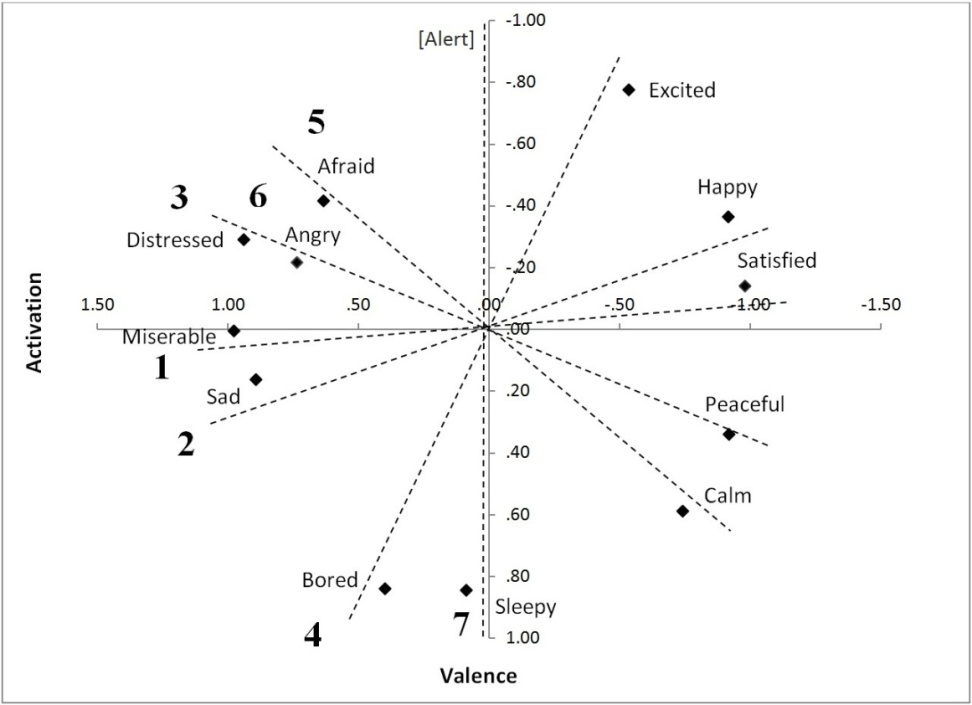 -1.00
[Alert]
-.80
Excited
5
-.60
Afraid
Happy
3
6
-.40
Distressed
Angry
-.20
Satisfied
1.50
1.00
.50
.00
-.50
-1.00
-1.50
.00
Miserable
1
Sad
.20
2
Peaceful
.40
Calm
.60
Bored
.80
Sleepy
4
7
1.00
Activation
Valence